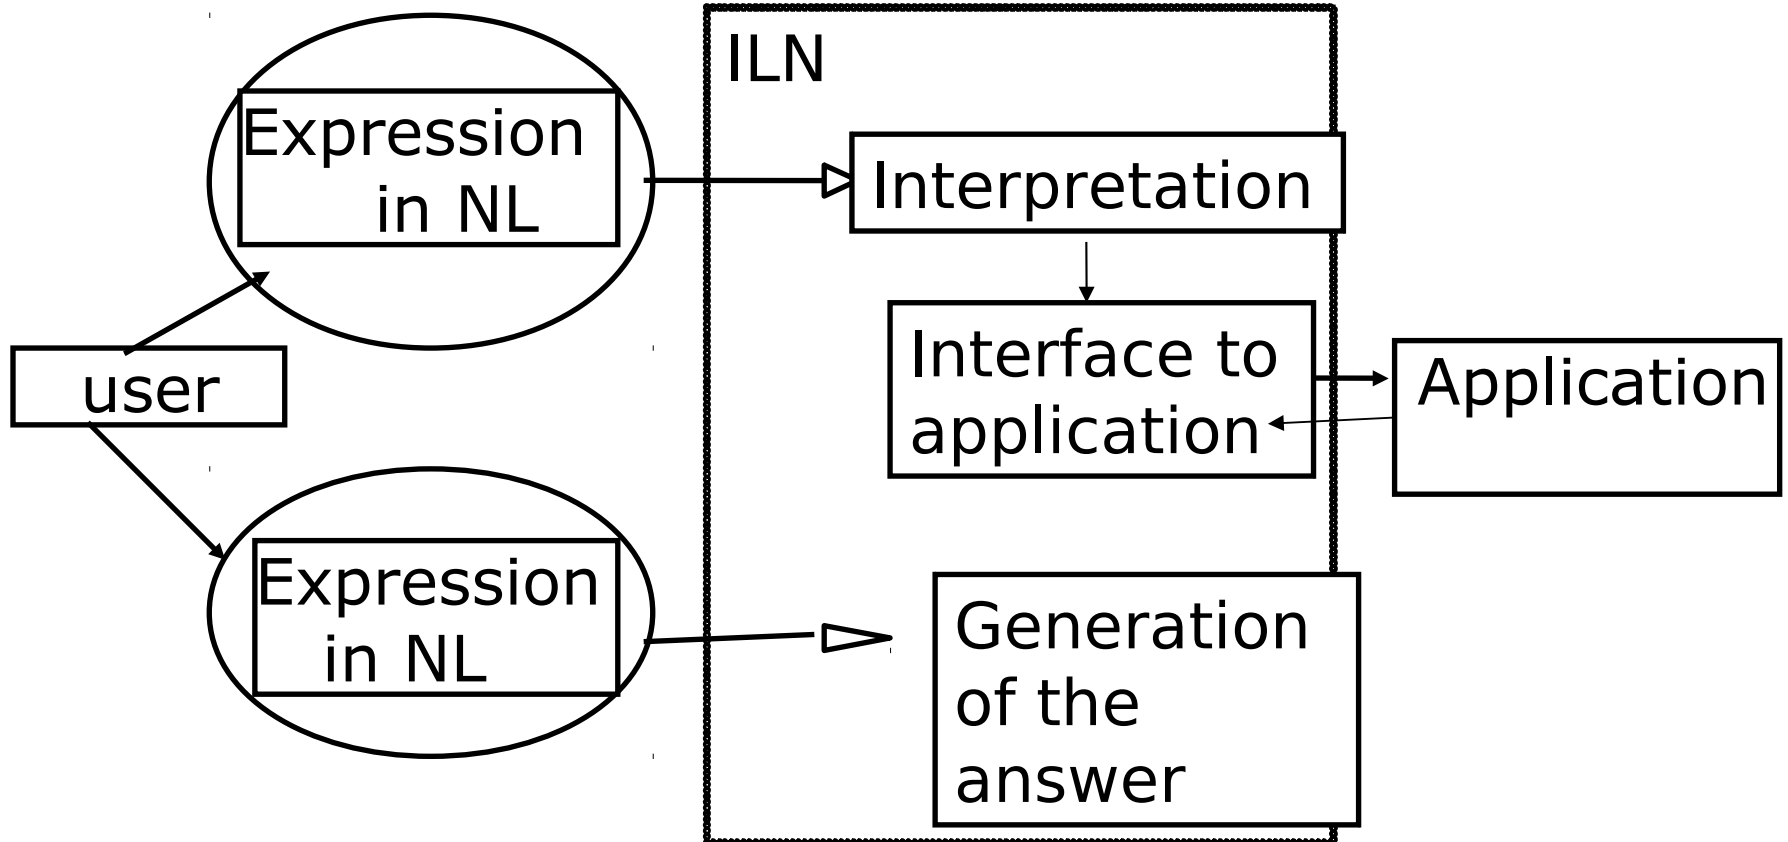 ILN
Expression
in NL
Interpretation
user
Interface to
application
Application
Expression
in NL
Generation
of the
answer